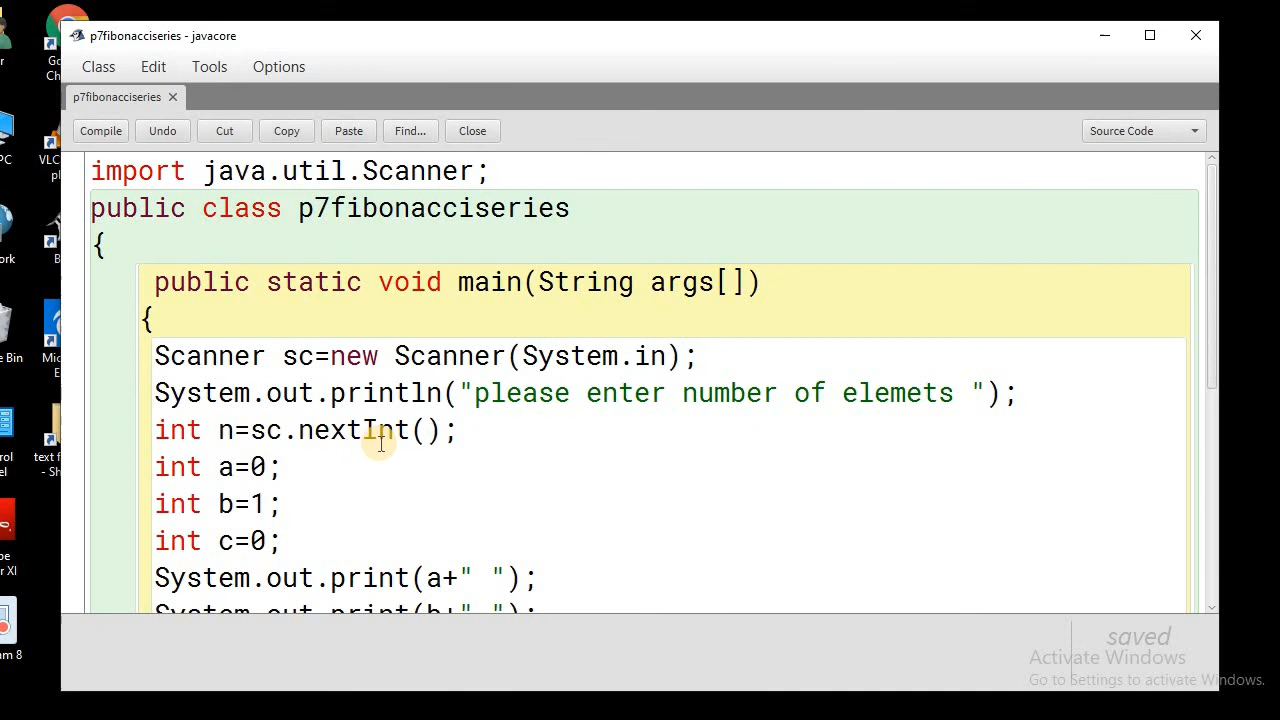 p7fibonacciseries - javacore
Class Edit Tools Options
p7fibonacciseries
Compile Undo Cut Copy Paste Find... Close Source Code
import java.util.Scanner;
public class p7fibonacciseries
{
public static void main(String args[])
{
Scanner sc=new Scanner(System.in);
System.out.println("please enter number of elemets ");
int n=sc.nextInt();
int a=0;
int b=1;
int c=0;
System.out.print(a+" ");
System.out.print(b+" ");
saved
Activate Windows
Go to Settings to activate Windows.